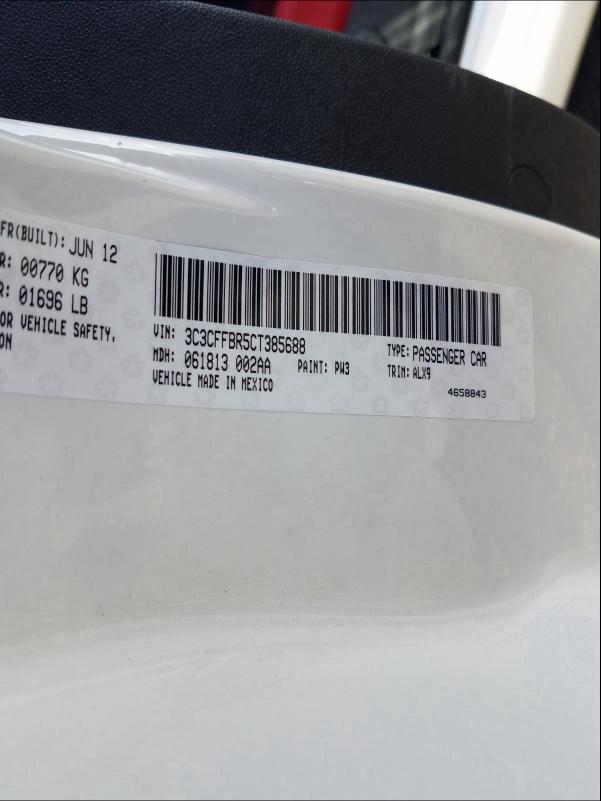 FR(BUILT): JUN 12
R: 00770 KG
R: 01696 LB
OR VEHICLE SAFETY,
ON
VIN: 3C3CFFBR5CT385688
TYPE: PASSENGER CAR
MDH: 061813 002AA PAINT: PW3 TRIM: ALX9
VEHICLE MADE IN MEXICO
4658843